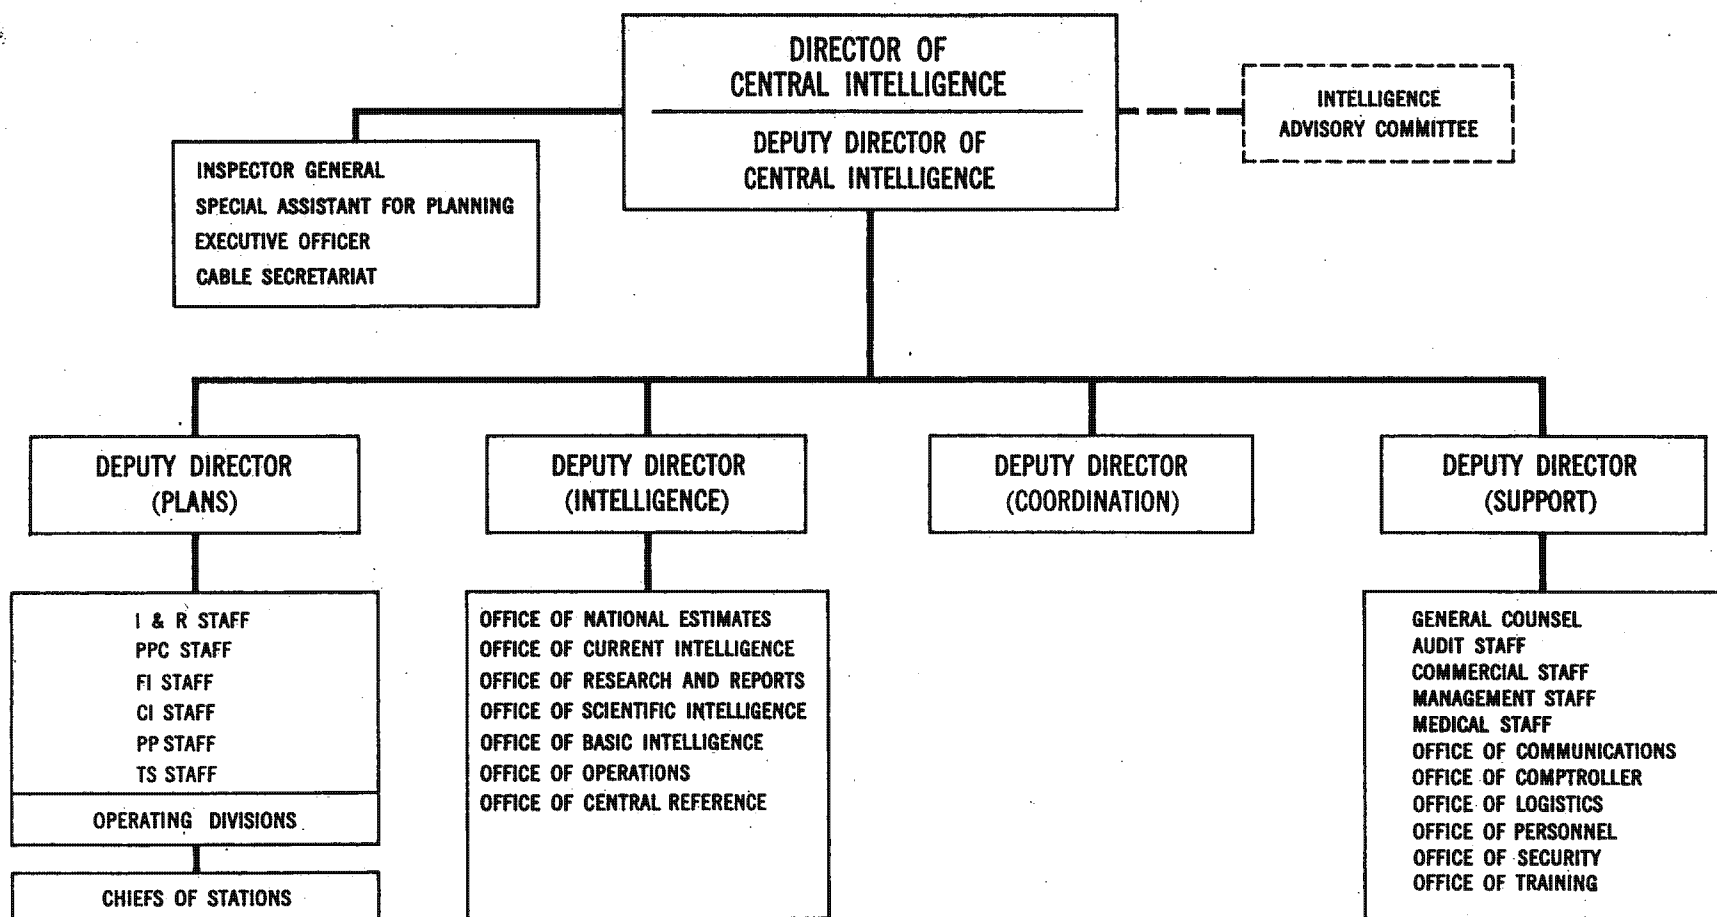 DIRECTOR OF
CENTRAL INTELLIGENCE
DEPUTY DIRECTOR OF
CENTRAL INTELLIGENCE
INTELLIGENCE
ADVISORY COMMITTEE
INSPECTOR GENERAL
SPECIAL ASSISTANT FOR PLANNING
EXECUTIVE OFFICER
CABLE SECRETARIAT
DEPUTY DIRECTOR
(PLANS)
DEPUTY DIRECTOR
(INTELLIGENCE)
DEPUTY DIRECTOR
(COORDINATION)
DEPUTY DIRECTOR
(SUPPORT)
I & R STAFF
PPC STAFF
FI STAFF
CI STAFF
PP STAFF
TS STAFF
OPERATING DIVISIONS
CHIEFS OF STATIONS
OFFICE OF NATIONAL ESTIMATES
OFFICE OF CURRENT INTELLIGENCE
OFFICE OF RESEARCH AND REPORTS
OFFICE OF SCIENTIFIC INTELLIGENCE
OFFICE OF BASIC INTELLIGENCE
OFFICE OF OPERATIONS
OFFICE OF CENTRAL REFERENCE
GENERAL COUNSEL
AUDIT STAFF
COMMERCIAL STAFF
MANAGEMENT STAFF
MEDICAL STAFF
OFFICE OF COMMUNICATIONS
OFFICE OF COMPTROLLER
OFFICE OF LOGISTICS
OFFICE OF PERSONNEL
OFFICE OF SECURITY
OFFICE OF TRAINING